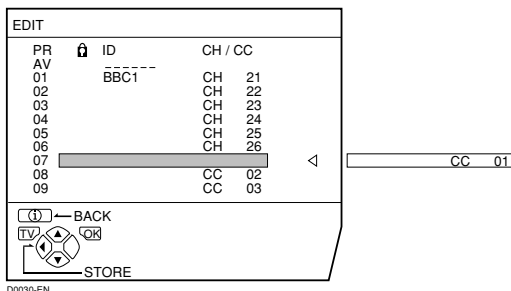 EDIT
PR ID CH / CC
AV _ _ _ _ _ _
01 BBC1 CH 21
02 CH 22
03 CH 23
04 CH 24
05 CH 25
06 CH 26
07 CC 01
08 CC 02
09 CC 03
i BACK
TV OK
STORE
D0030-EN